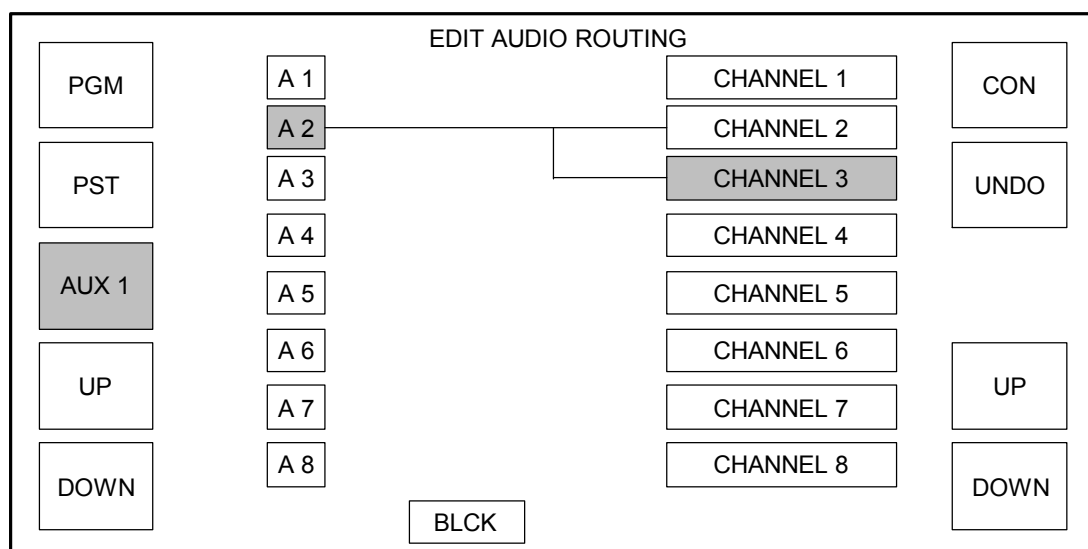 EDIT AUDIO ROUTING
PGM
PST
AUX 1
UP
DOWN
A 1
A 2
A 3
A 4
A 5
A 6
A 7
A 8
BLCK
CHANNEL 1
CHANNEL 2
CHANNEL 3
CHANNEL 4
CHANNEL 5
CHANNEL 6
CHANNEL 7
CHANNEL 8
CON
UNDO
UP
DOWN